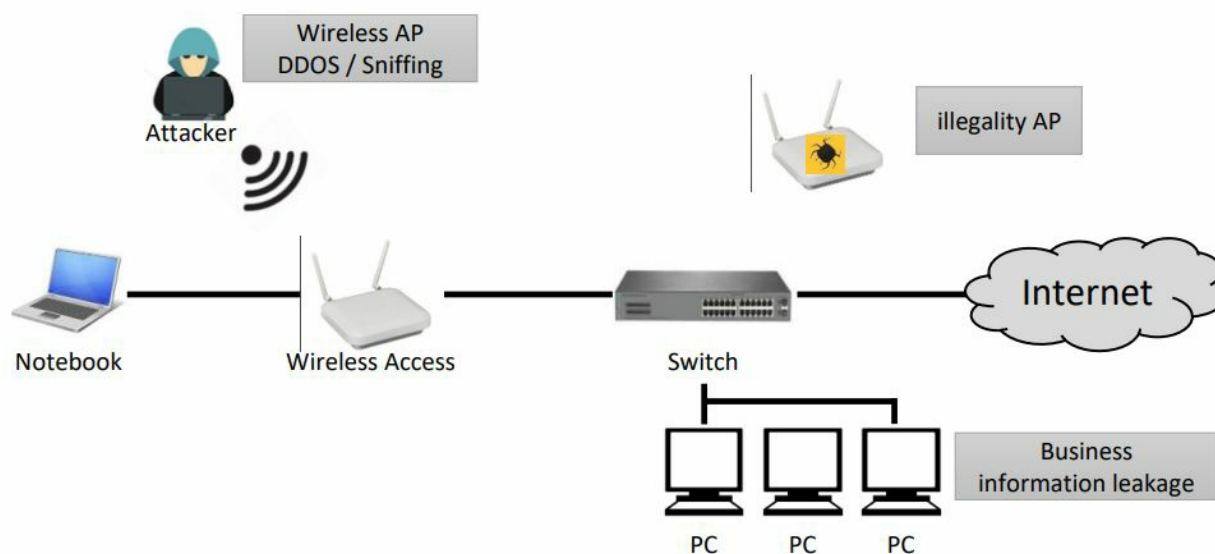 Wireless AP
DDOS / Sniffing
Attacker
illegality AP
Internet
Notebook
Wireless Access
Switch
Business
information leakage
PC
PC
PC